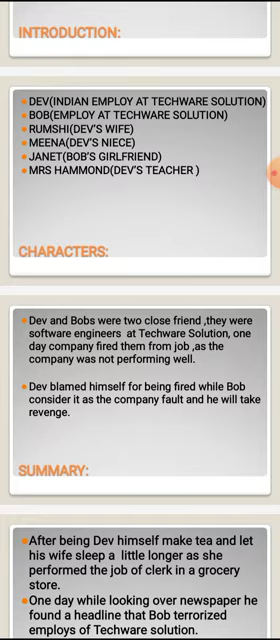 INTRODUCTION:
DEV(INDIAN EMPLOY AT TECHWARE SOLUTION)
BOB(EMPLOY AT TECHWARE SOLUTION)
RUMSHI(DEV'S WIFE)
MEENA(DEV'S NIECE)
JANET(BOB'S GIRLFRIEND)
MRS HAMMOND(DEV'S TEACHER )
CHARACTERS:
Dev and Bobs were two close friend ,they were
software engineers at Techware Solution, one
day company fired them from job ,as the
company was not performing well.
Dev blamed himself for being fired while Bob
consider it as the company fault and he will take
revenge.
SUMMARY:
After being Dev himself make tea and let
his wife sleep a little longer as she
performed the job of clerk in a grocery
store.
One day while looking over newspaper he
found a headline that Bob terrorized
employs of Techware solution.